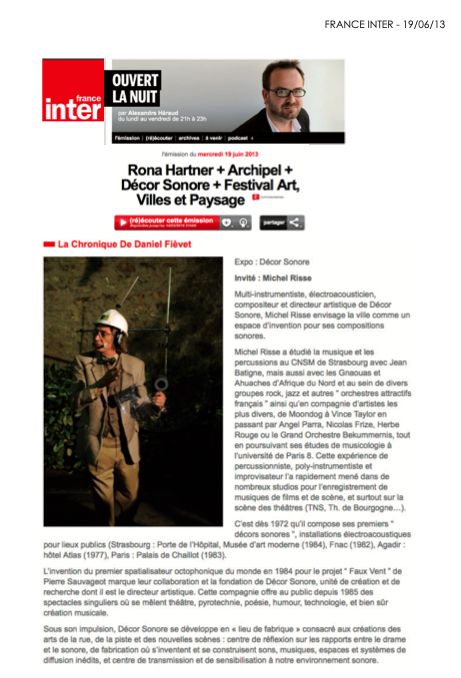 FRANCE INTER - 19/06/13
france
inter
OUVERT
LA NUIT
par Alexandre Héraud
du lundi au vendredi de 21h à 23h
l'émission | (ré)écouter | archives | à venir | podcast
l'émission du mercredi 19 juin 2013
Rona Hartner + Archipel +
Décor Sonore + Festival Art,
Villes et Paysage
(ré)écouter cette émission
partager
La Chronique De Daniel Fiévet
Expo : Décor Sonore
Invité : Michel Risse
Multi-instrumentiste, électroacousticien,
compositeur et directeur artistique de Décor
Sonore, Michel Risse envisage la ville comme un
espace d'invention pour ses compositions
sonores.
Michel Risse a étudié la musique et les
percussions au CNSM de Strasbourg avec Jean
Batigne, mais aussi avec les Gnaouas et
Ahuaches d'Afrique du Nord et au sein de divers
groupes rock, jazz et autres " orchestres attractifs
français " ainsi qu'en compagnie d'artistes les
plus divers, de Moondog à Vince Taylor en
passant par Angel Parra, Nicolas Frize, Herbe
Rouge ou le Grand Orchestre Bekummernis, tout
en poursuivant ses études de musicologie à
l'université de Paris 8. Cette expérience de
percussionniste, poly-instrumentiste et
improvisateur l'a rapidement mené dans de
nombreux studios pour l'enregistrement de
musiques de films et de scène, et surtout sur la
scène des théâtres (TNS, Th. de Bourgogne…).
C'est dès 1972 qu'il compose ses premiers "
décors sonores ", installations électroacoustiques
pour lieux publics (Strasbourg : Porte de l'Hôpital, Musée d'art moderne (1984), Fnac (1982), Agadir :
hôtel Atlas (1977), Paris : Palais de Chaillot (1983).
L'invention du premier spatialisateur octophonique du monde en 1984 pour le projet " Faux Vent " de
Pierre Sauvageot marque leur collaboration et la fondation de Décor Sonore, unité de création et de
recherche dont il est le directeur artistique. Cette compagnie offre au public depuis 1985 des
spectacles singuliers où se mêlent théâtre, pyrotechnie, poésie, humour, technologie, et bien sûr
création musicale.
Sous son impulsion, Décor Sonore se développe en « lieu de fabrique » consacré aux créations des
arts de la rue, de la piste et des nouvelles scènes : centre de réflexion sur les rapports entre le drame
et le sonore, de fabrication où s'inventent et se construisent sons, musiques, espaces et systèmes de
diffusion inédits, et centre de transmission et de sensibilisation à notre environnement sonore.